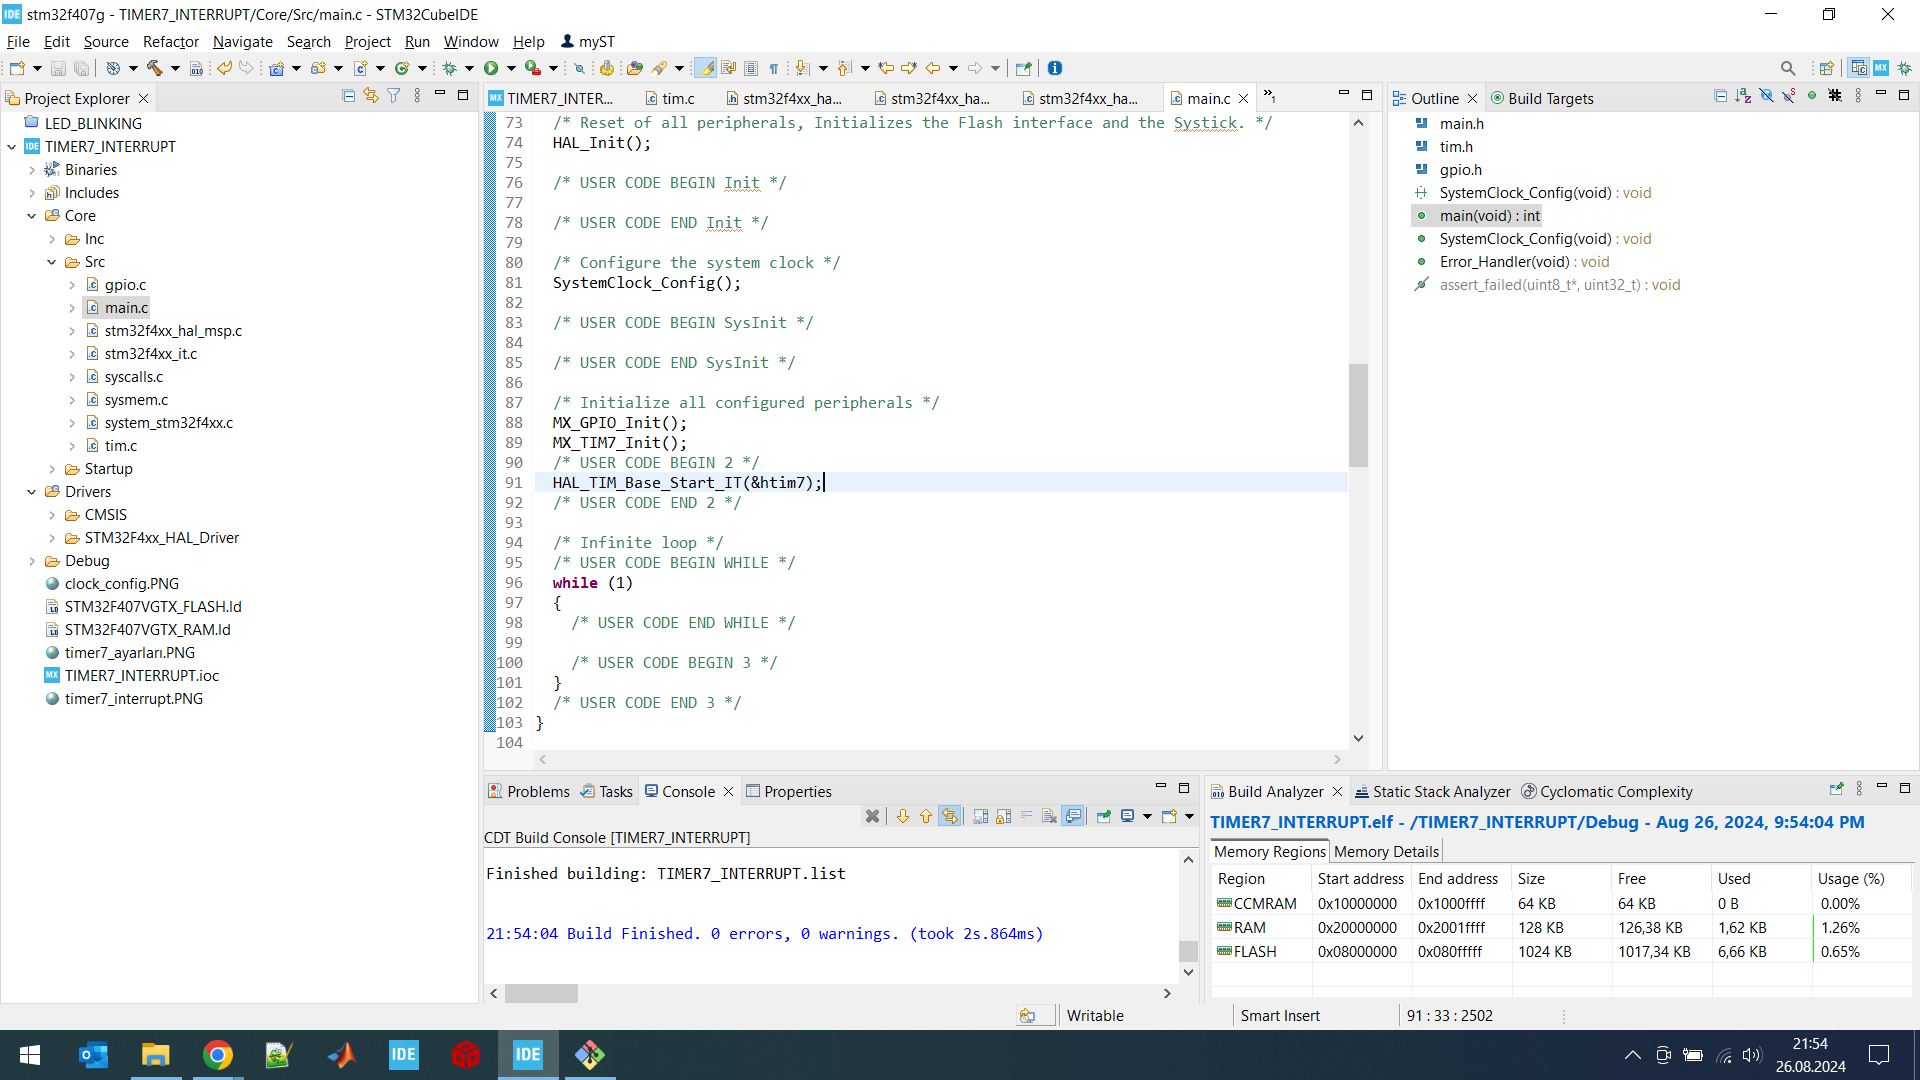 stm32f407g - TIMER7_INTERRUPT/Core/Src/main.c - STM32CubeIDE
File Edit Source Refactor Navigate Search Project Run Window Help myST
Project Explorer
LED_BLINKING
TIMER7_INTERRUPT
Binaries
Includes
Core
Inc
Src
gpio.c
main.c
stm32f4xx_hal_msp.c
stm32f4xx_it.c
syscalls.c
sysmem.c
system_stm32f4xx.c
tim.c
Startup
Drivers
CMSIS
STM32F4xx_HAL_Driver
Debug
clock_config.PNG
STM32F407VGTX_FLASH.ld
STM32F407VGTX_RAM.ld
timer7_ayarları.PNG
TIMER7_INTERRUPT.ioc
timer7_interrupt.PNG
TIMER7_INTER... tim.c stm32f4xx_ha... stm32f4xx_ha... stm32f4xx_ha... main.c »1
73 /* Reset of all peripherals, Initializes the Flash interface and the Systick. */
74 HAL_Init();
75
76 /* USER CODE BEGIN Init */
77
78 /* USER CODE END Init */
79
80 /* Configure the system clock */
81 SystemClock_Config();
82
83 /* USER CODE BEGIN SysInit */
84
85 /* USER CODE END SysInit */
86
87 /* Initialize all configured peripherals */
88 MX_GPIO_Init();
89 MX_TIM7_Init();
90 /* USER CODE BEGIN 2 */
91 HAL_TIM_Base_Start_IT(&htim7);
92 /* USER CODE END 2 */
93
94 /* Infinite loop */
95 /* USER CODE BEGIN WHILE */
96 while (1)
97 {
98 /* USER CODE END WHILE */
99
100 /* USER CODE BEGIN 3 */
101 }
102 /* USER CODE END 3 */
103 }
104
Outline Build Targets
main.h
tim.h
gpio.h
SystemClock_Config(void) : void
main(void) : int
SystemClock_Config(void) : void
Error_Handler(void) : void
assert_failed(uint8_t*, uint32_t) : void
Problems Tasks Console Properties
CDT Build Console [TIMER7_INTERRUPT]
Finished building: TIMER7_INTERRUPT.list
21:54:04 Build Finished. 0 errors, 0 warnings. (took 2s.864ms)
Build Analyzer Static Stack Analyzer Cyclomatic Complexity
TIMER7_INTERRUPT.elf - /TIMER7_INTERRUPT/Debug - Aug 26, 2024, 9:54:04 PM
Memory Regions Memory Details
Region Start address End address Size Free Used Usage (%)
CCMRAM 0x10000000 0x1000ffff 64 KB 64 KB 0 B 0.00%
RAM 0x20000000 0x2001ffff 128 KB 126,38 KB 1,62 KB 1.26%
FLASH 0x08000000 0x080fffff 1024 KB 1017,34 KB 6,66 KB 0.65%
Writable Smart Insert 91 : 33 : 2502
IDE IDE
21:54
26.08.2024